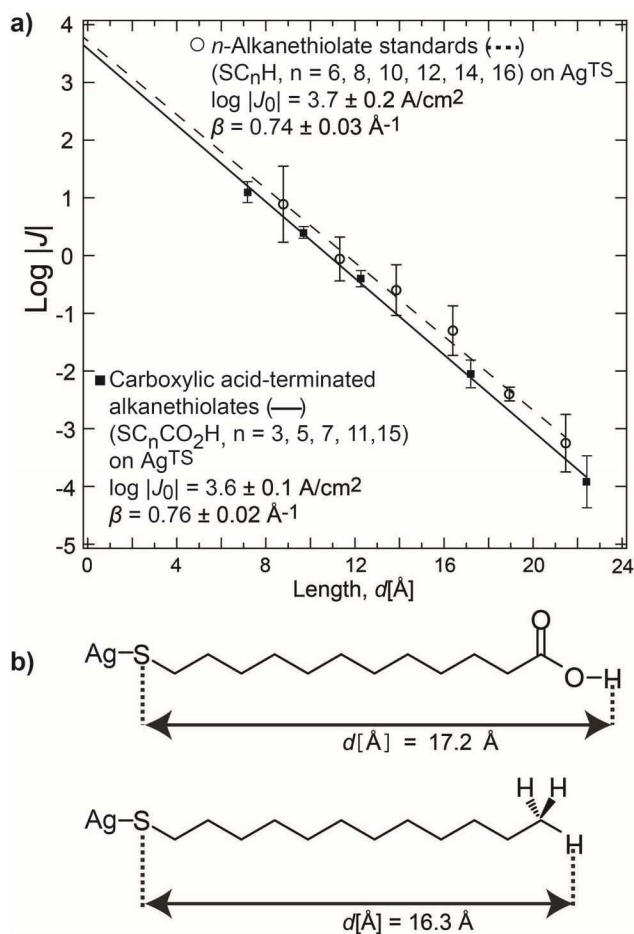 a)
n-Alkanethiolate standards (▪▪▪▪)
(SCnH, n = 6, 8, 10, 12, 14, 16) on AgTS
log |J0| = 3.7 ± 0.2 A/cm2
β = 0.74 ± 0.03 Å-1
Carboxylic acid-terminated
alkanethiolates (—)
(SCnCO2H, n = 3, 5, 7, 11,15)
on AgTS
log |J0| = 3.6 ± 0.1 A/cm2
β = 0.76 ± 0.02 Å-1
Log |J|
4
3
2
1
0
-1
-2
-3
-4
-5
0 4 8 12 16 20 24
Length, d[Å]
b)
O
Ag–S
O–H
d[Å] = 17.2 Å
H H
Ag–S
H
d[Å] = 16.3 Å